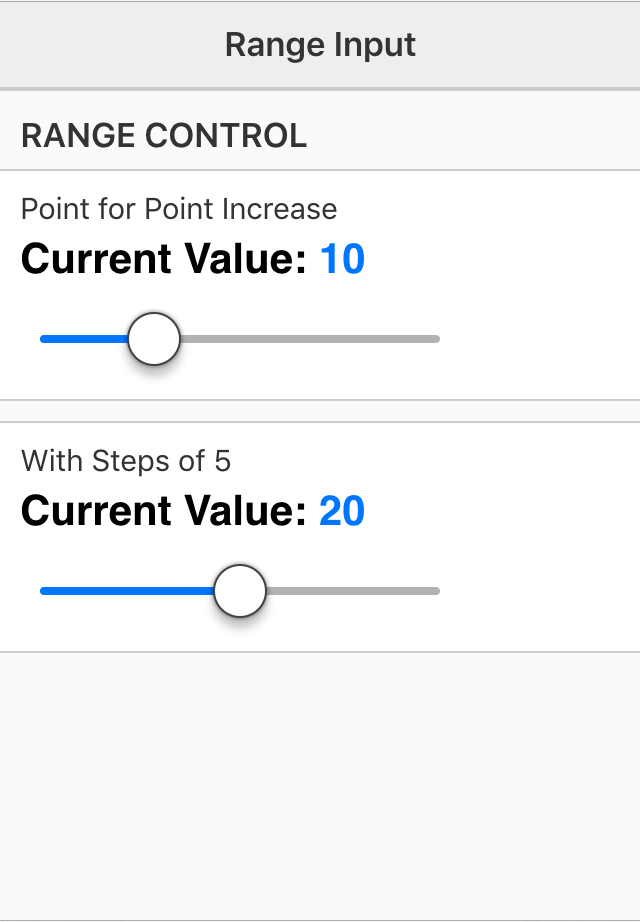 Range Input
RANGE CONTROL
Point for Point Increase
Current Value: 10
With Steps of 5
Current Value: 20